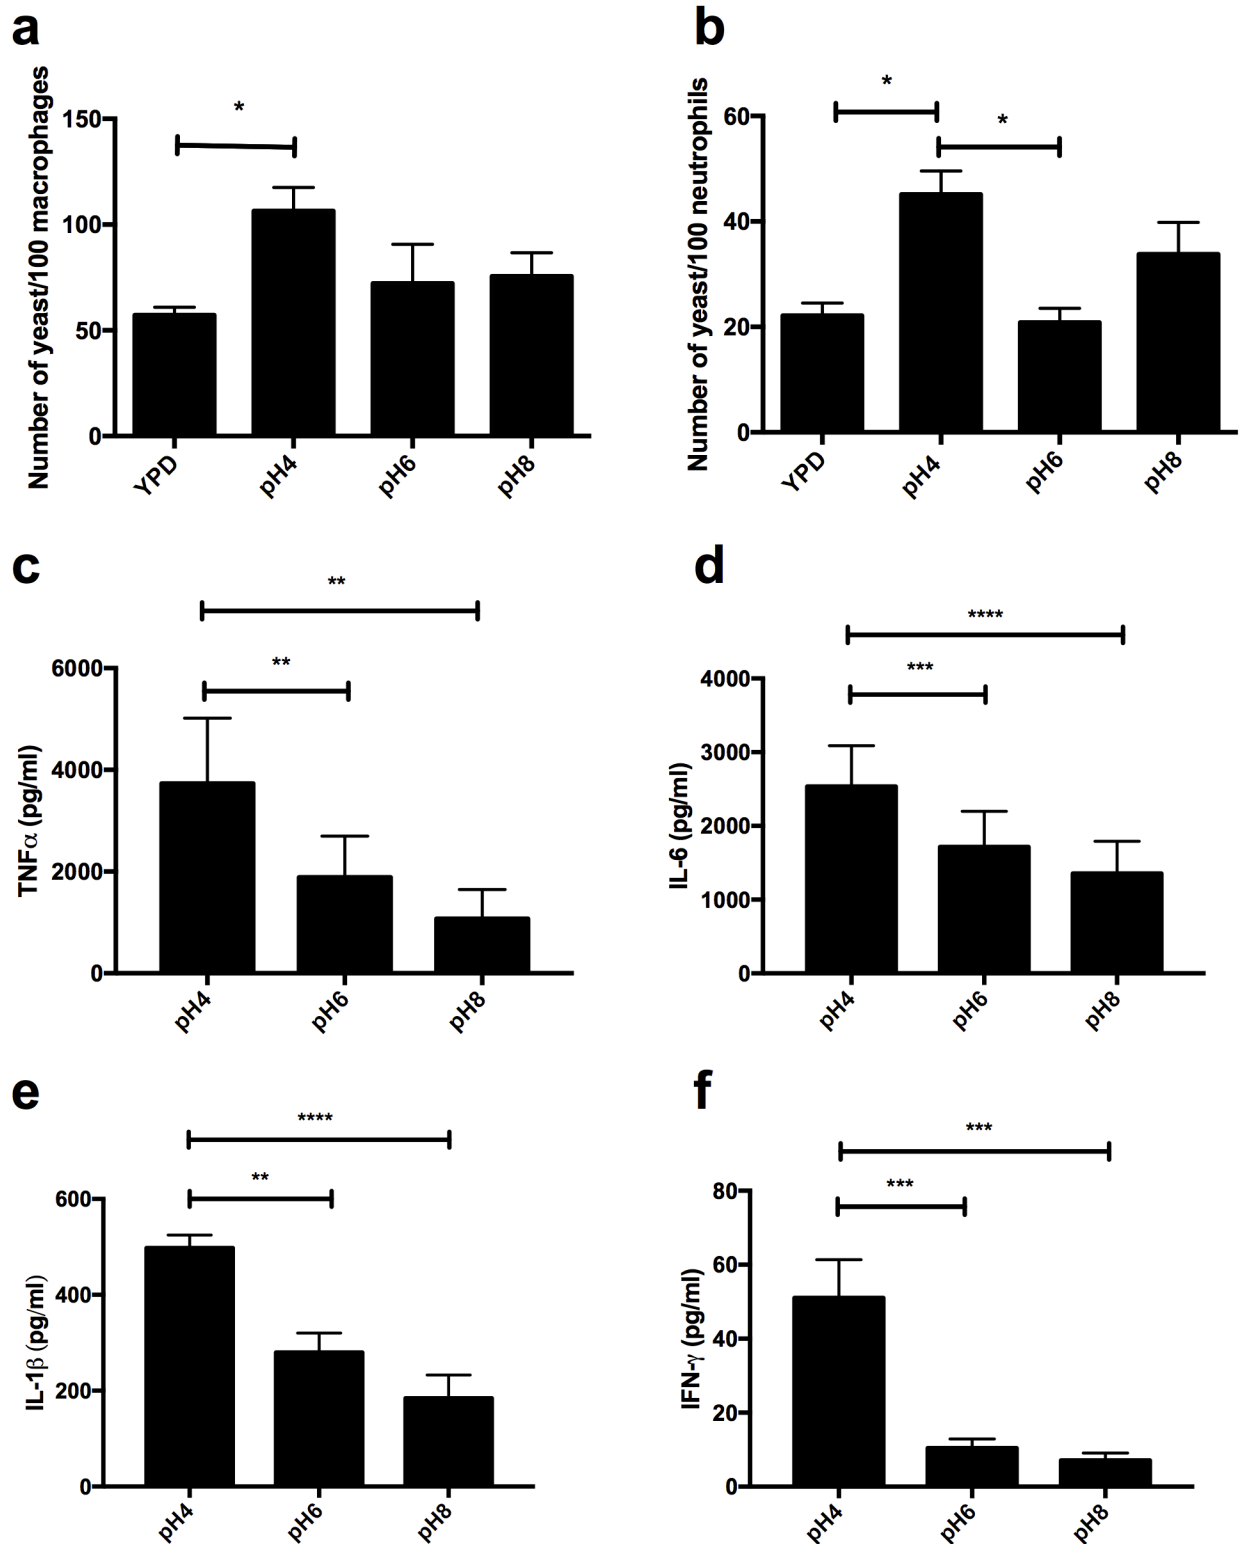 a
Number of yeast/100 macrophages
150
100
50
0
*
YPD
pH4
pH6
pH8
b
Number of yeast/100 neutrophils
60
40
20
0
*
*
YPD
pH4
pH6
pH8
c
TNFα (pg/ml)
6000
4000
2000
0
**
**
pH4
pH6
pH8
d
IL-6 (pg/ml)
4000
3000
2000
1000
0
****
***
pH4
pH6
pH8
e
IL-1β (pg/ml)
600
400
200
0
****
**
pH4
pH6
pH8
f
IFN-γ (pg/ml)
80
60
40
20
0
***
***
pH4
pH6
pH8